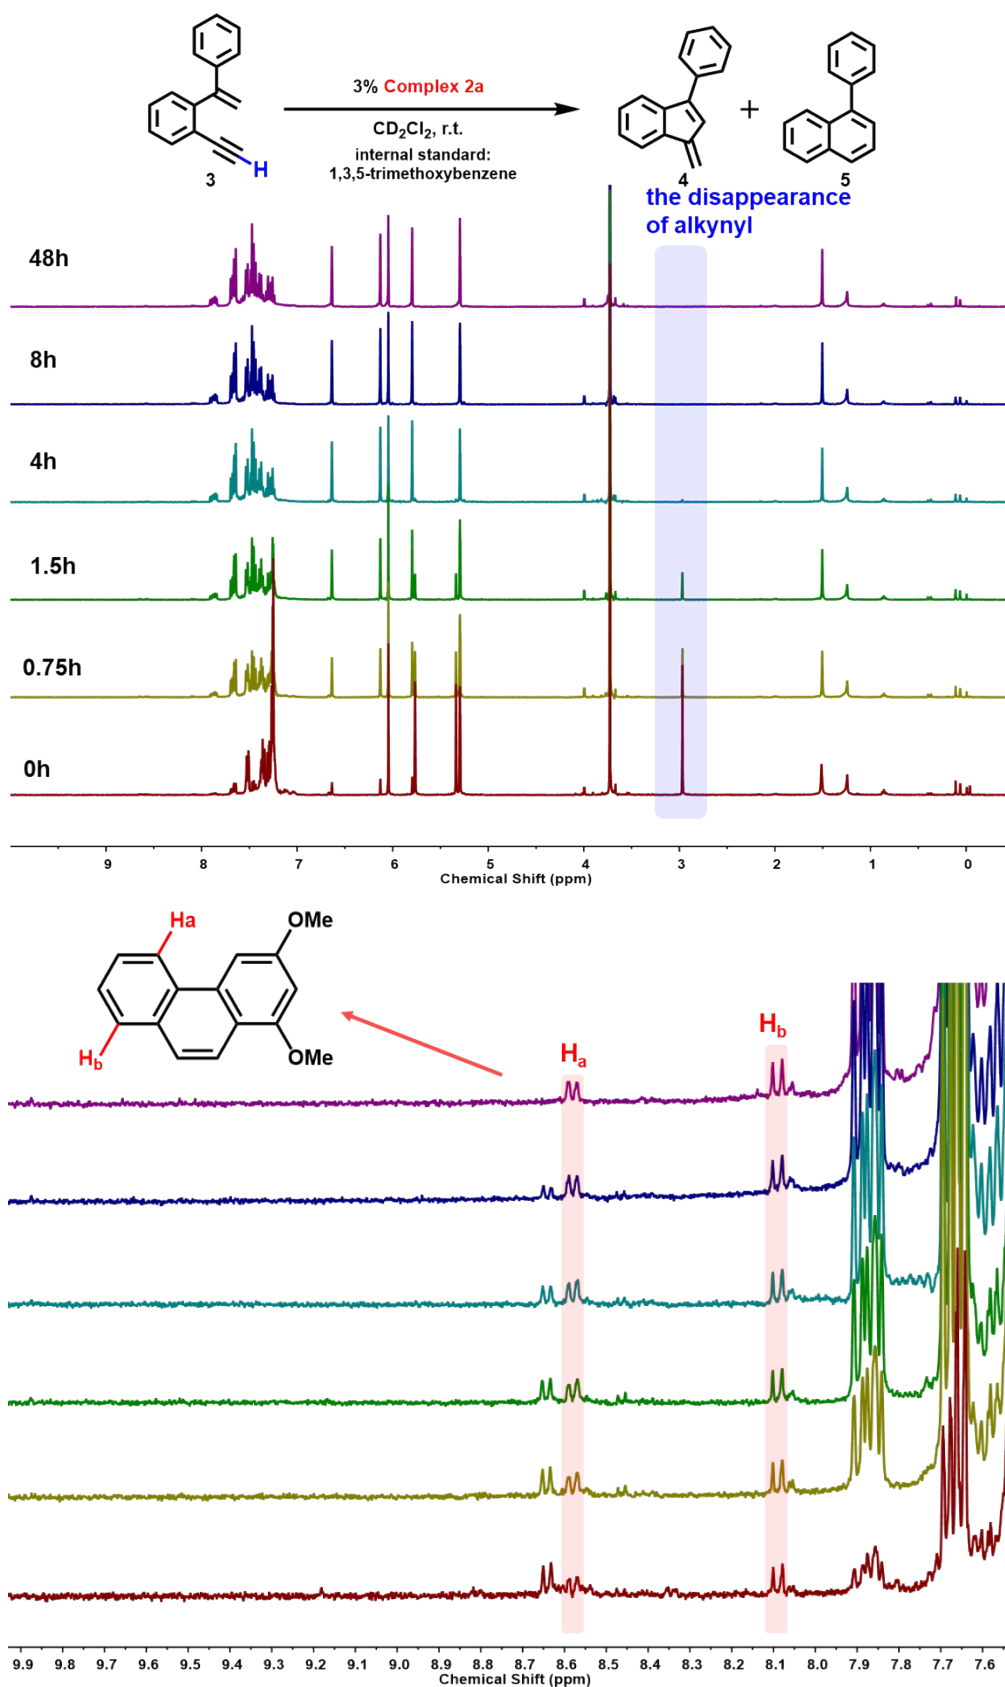 3% Complex 2a
CD2Cl2, r.t.
internal standard:
1,3,5-trimethoxybenzene
H
3
4
+
5
the disappearance
of alkynyl
48h
8h
4h
1.5h
0.75h
0h
9 8 7 6 5 4 3 2 1 0
Chemical Shift (ppm)
Ha
OMe
Hb
OMe
Ha
Hb
9.9 9.8 9.7 9.6 9.5 9.4 9.3 9.2 9.1 9.0 8.9 8.8 8.7 8.6 8.5 8.4 8.3 8.2 8.1 8.0 7.9 7.8 7.7 7.6
Chemical Shift (ppm)